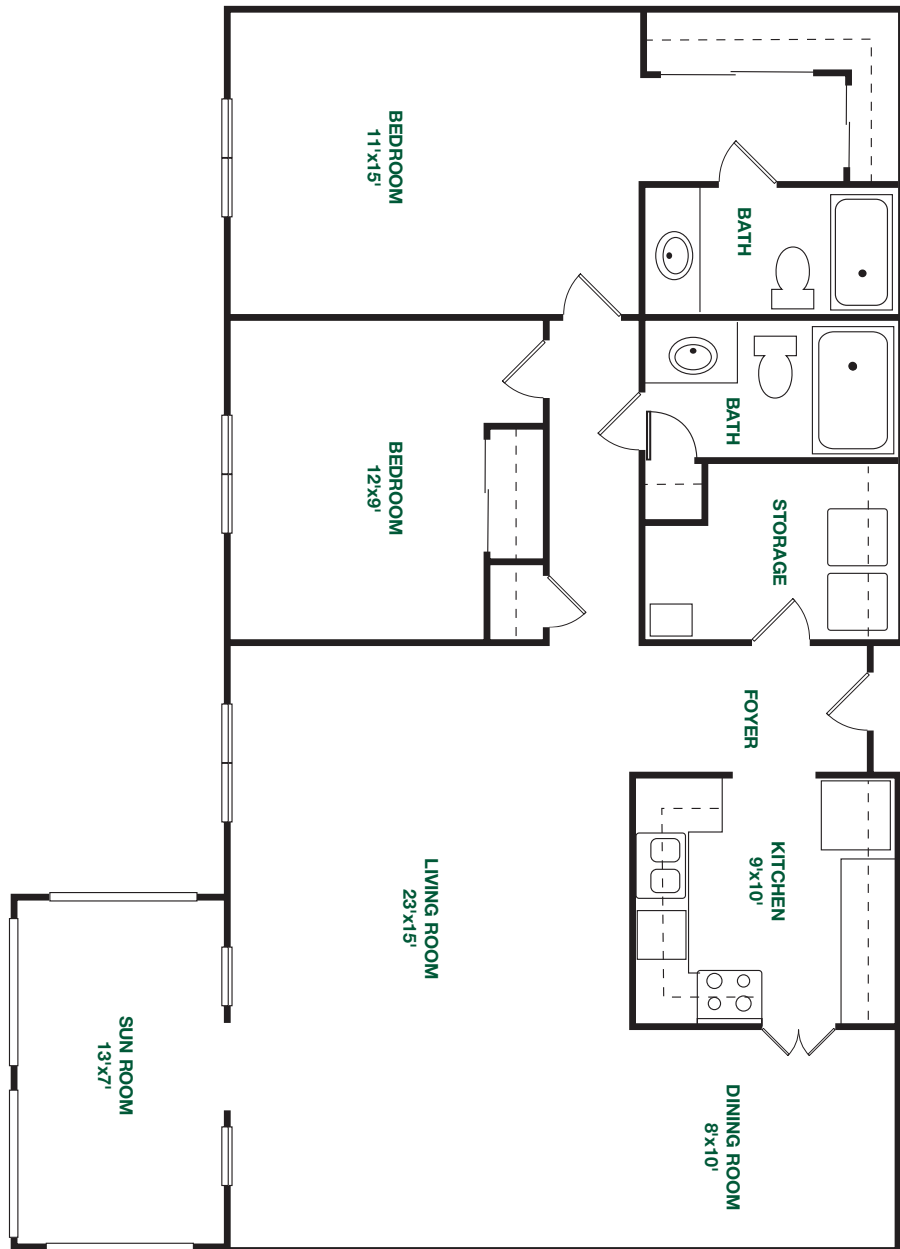 BEDROOM
11'x15'
BATH
BATH
BEDROOM
12'x9'
STORAGE
FOYER
KITCHEN
9'x10'
LIVING ROOM
23'x15'
SUN ROOM
13'x7'
DINING ROOM
8'x10'